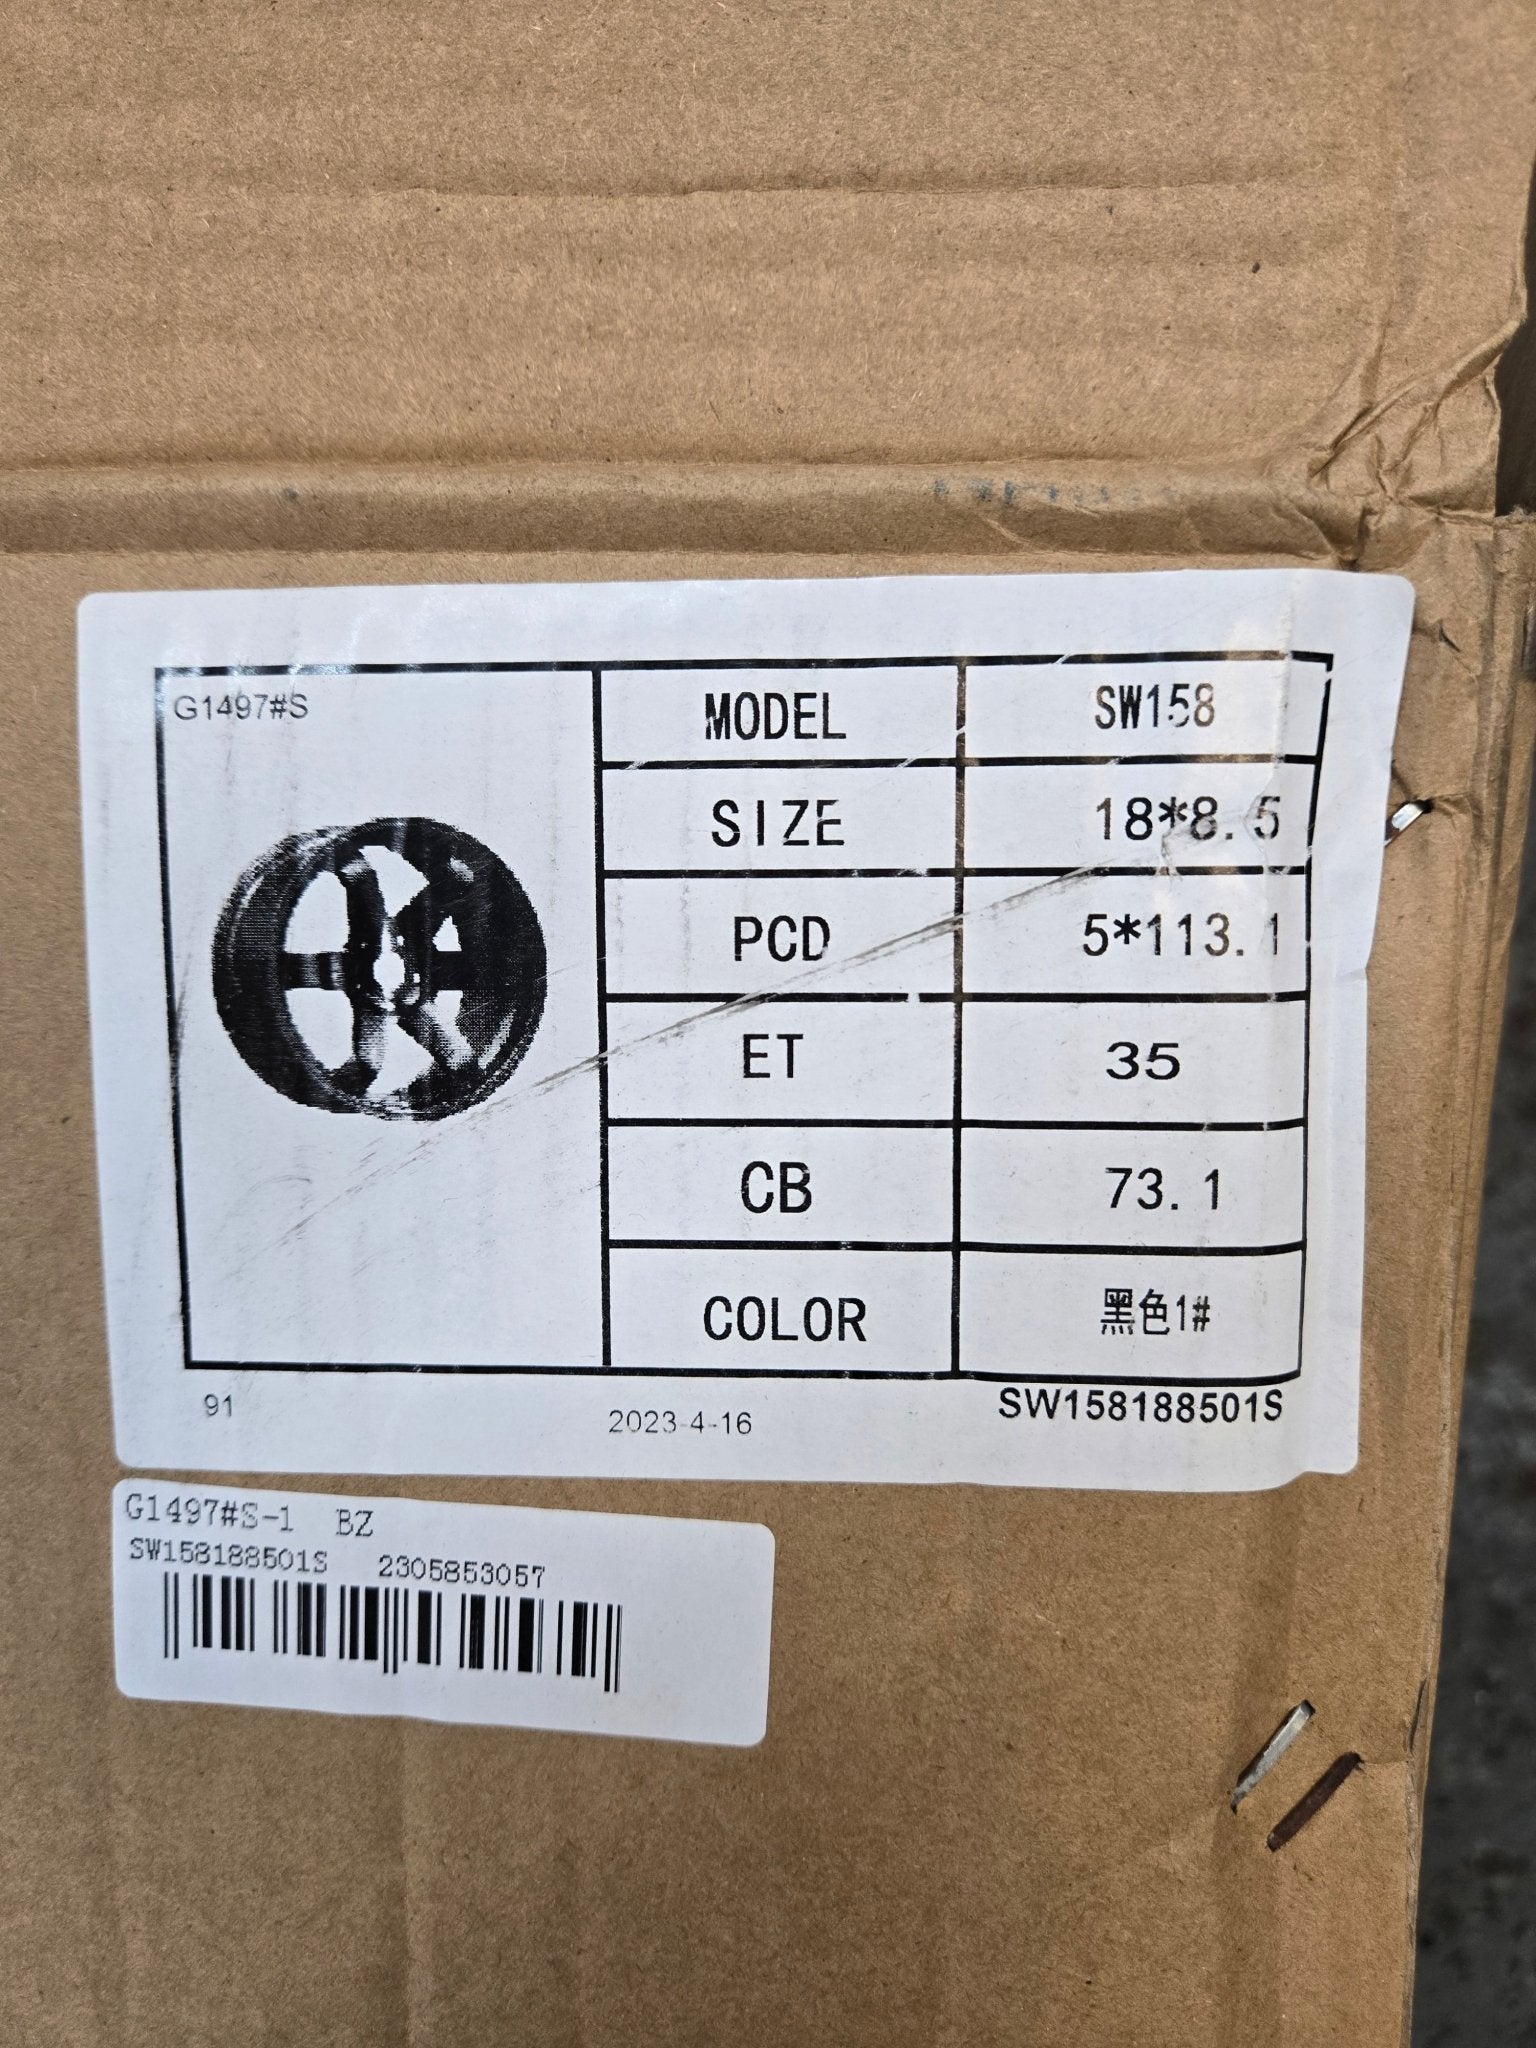 G1497#S
MODEL SW158
SIZE 18*8.5
PCD 5*113.1
ET 35
CB 73.1
COLOR 黑色1#
91 2023-4-16 SW158188501S
G1497#S-1 BZ
SW158188501S 2305853057